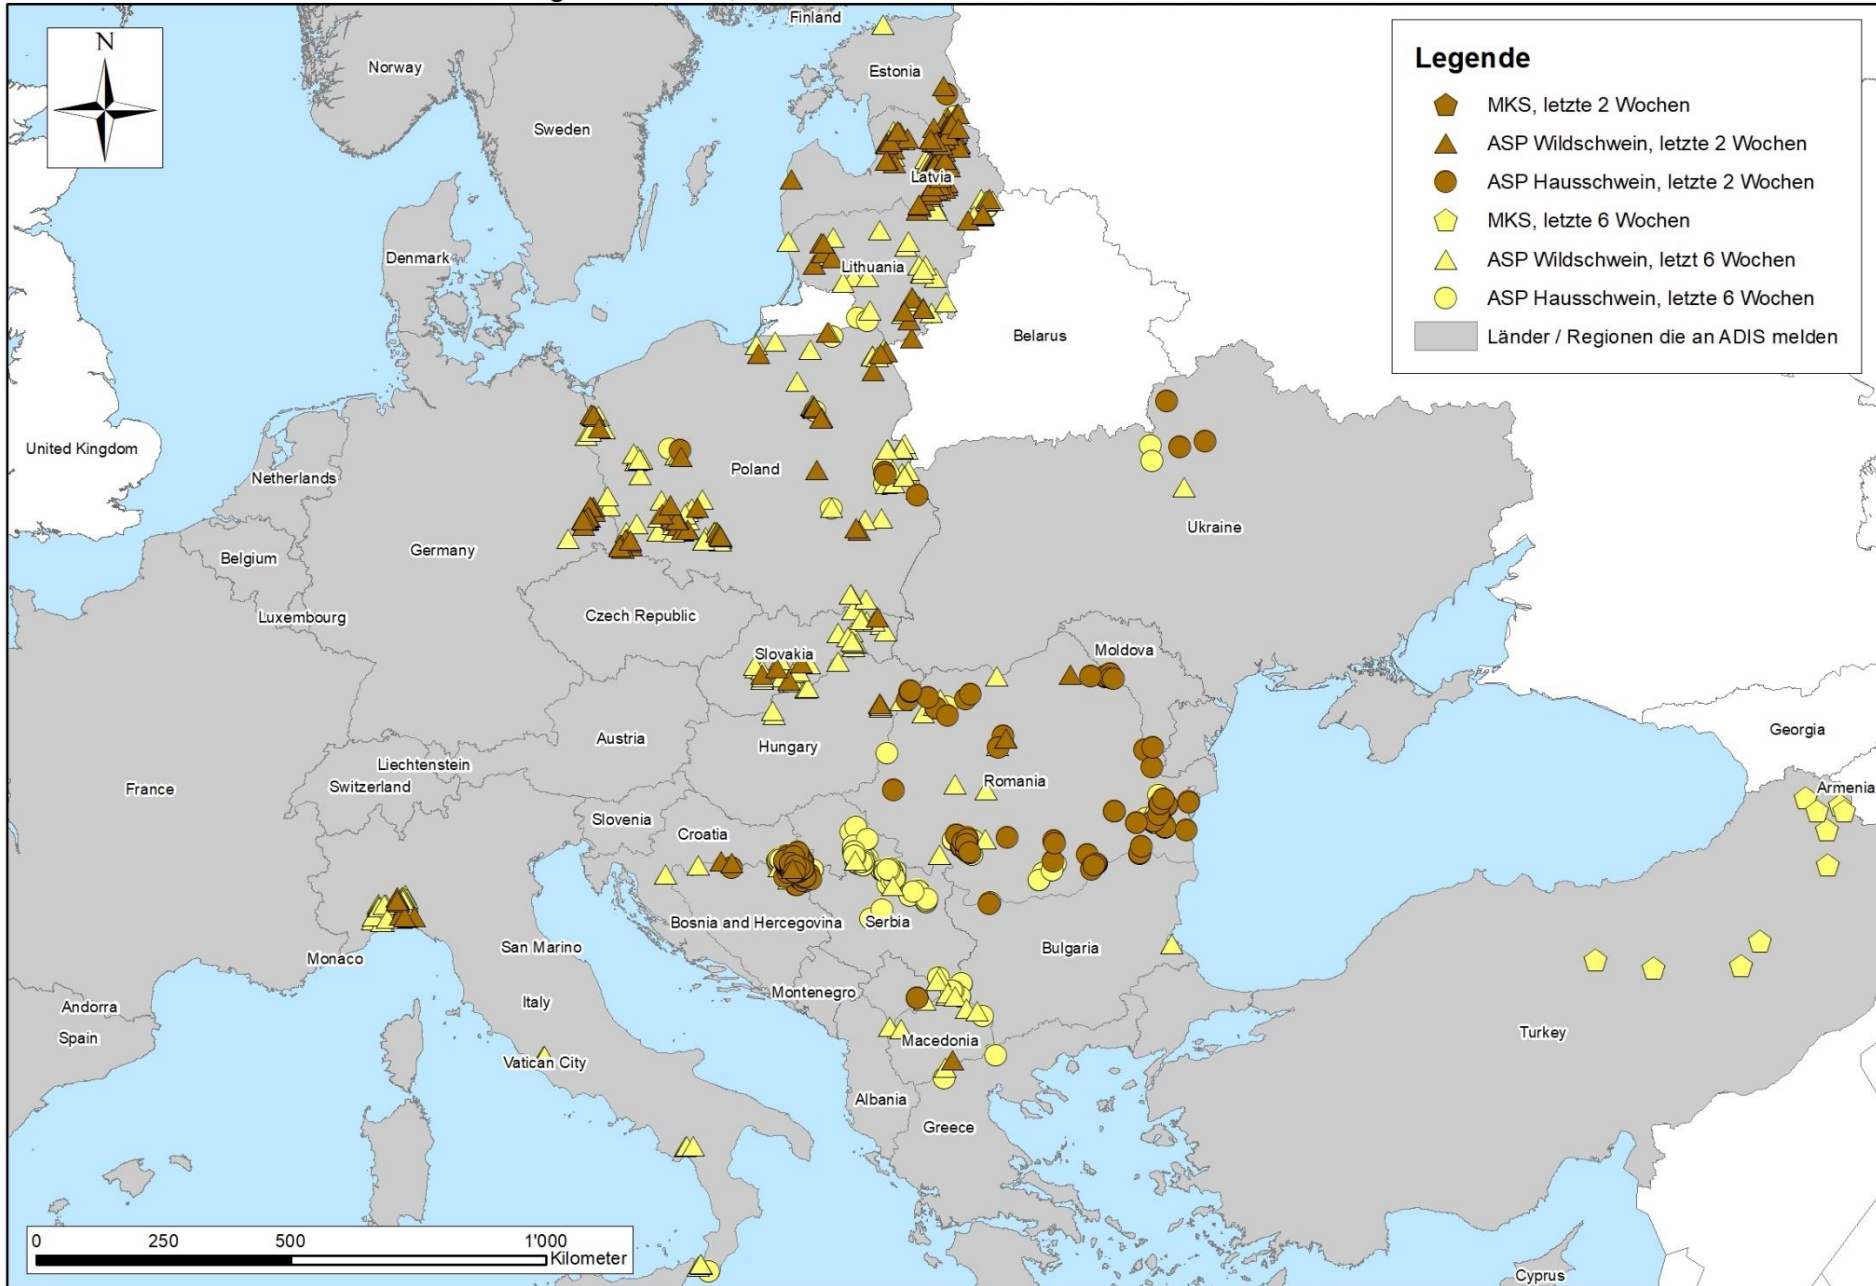 Finland
N
Norway
Estonia
Sweden
Latvia
Denmark
Lithuania
Belarus
United Kingdom
Netherlands
Poland
Ukraine
Germany
Belgium
Luxembourg
Czech Republic
Slovakia
Moldova
Austria
Hungary
Georgia
Liechtenstein
Switzerland
France
Romania
Armenia
Slovenia
Croatia
Bosnia and Hercegovina
Serbia
San Marino
Bulgaria
Monaco
Montenegro
Andorra
Italy
Spain
Macedonia
Turkey
Vatican City
Albania
Greece
Cyprus
Legende
MKS, letzte 2 Wochen
ASP Wildschwein, letzte 2 Wochen
ASP Hausschwein, letzte 2 Wochen
MKS, letzte 6 Wochen
ASP Wildschwein, letzt 6 Wochen
ASP Hausschwein, letzte 6 Wochen
Länder / Regionen die an ADIS melden
0 250 500 1'000
Kilometer